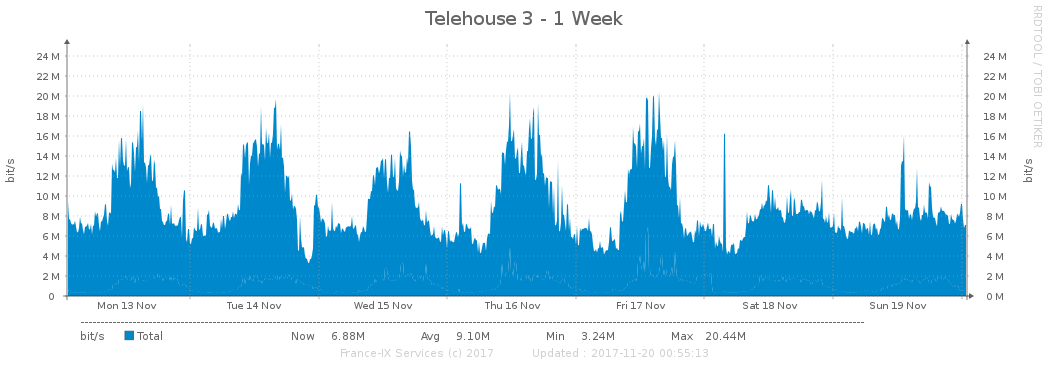 Telehouse 3 - 1 Week
RRDTOOL / TOBI OETIKER
bit/s
24 M 24 M
22 M 22 M
20 M 20 M
18 M 18 M
16 M 16 M
14 M 14 M
12 M 12 M
10 M 10 M
8 M 8 M
6 M 6 M
4 M 4 M
2 M 2 M
0 0 M
bit/s
Mon 13 Nov Tue 14 Nov Wed 15 Nov Thu 16 Nov Fri 17 Nov Sat 18 Nov Sun 19 Nov
bit/s Total Now 6.88M Avg 9.10M Min 3.24M Max 20.44M
France-IX Services (c) 2017 Updated : 2017-11-20 00:55:13